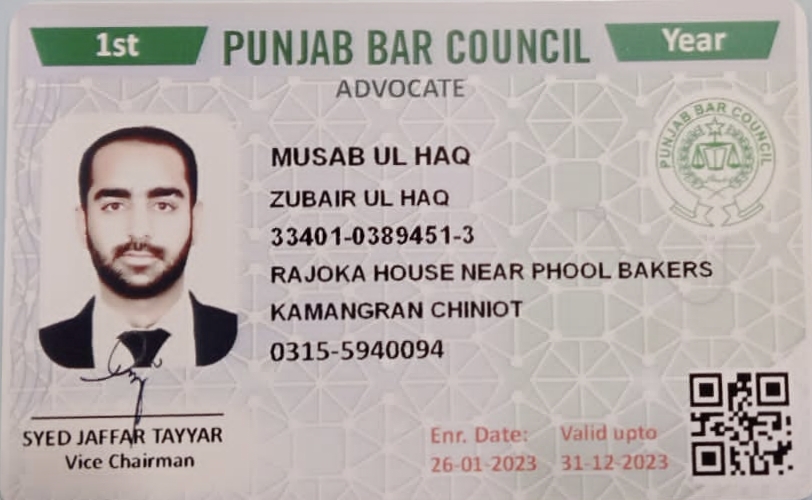 1st PUNJAB BAR COUNCIL Year
ADVOCATE
PUNJAB BAR COUNCIL
MUSAB UL HAQ
ZUBAIR UL HAQ
33401-0389451-3
RAJOKA HOUSE NEAR PHOOL BAKERS
KAMANGRAN CHINIOT
0315-5940094
SYED JAFFAR TAYYAR
Vice Chairman
Enr. Date: Valid upto
26-01-2023 31-12-2023